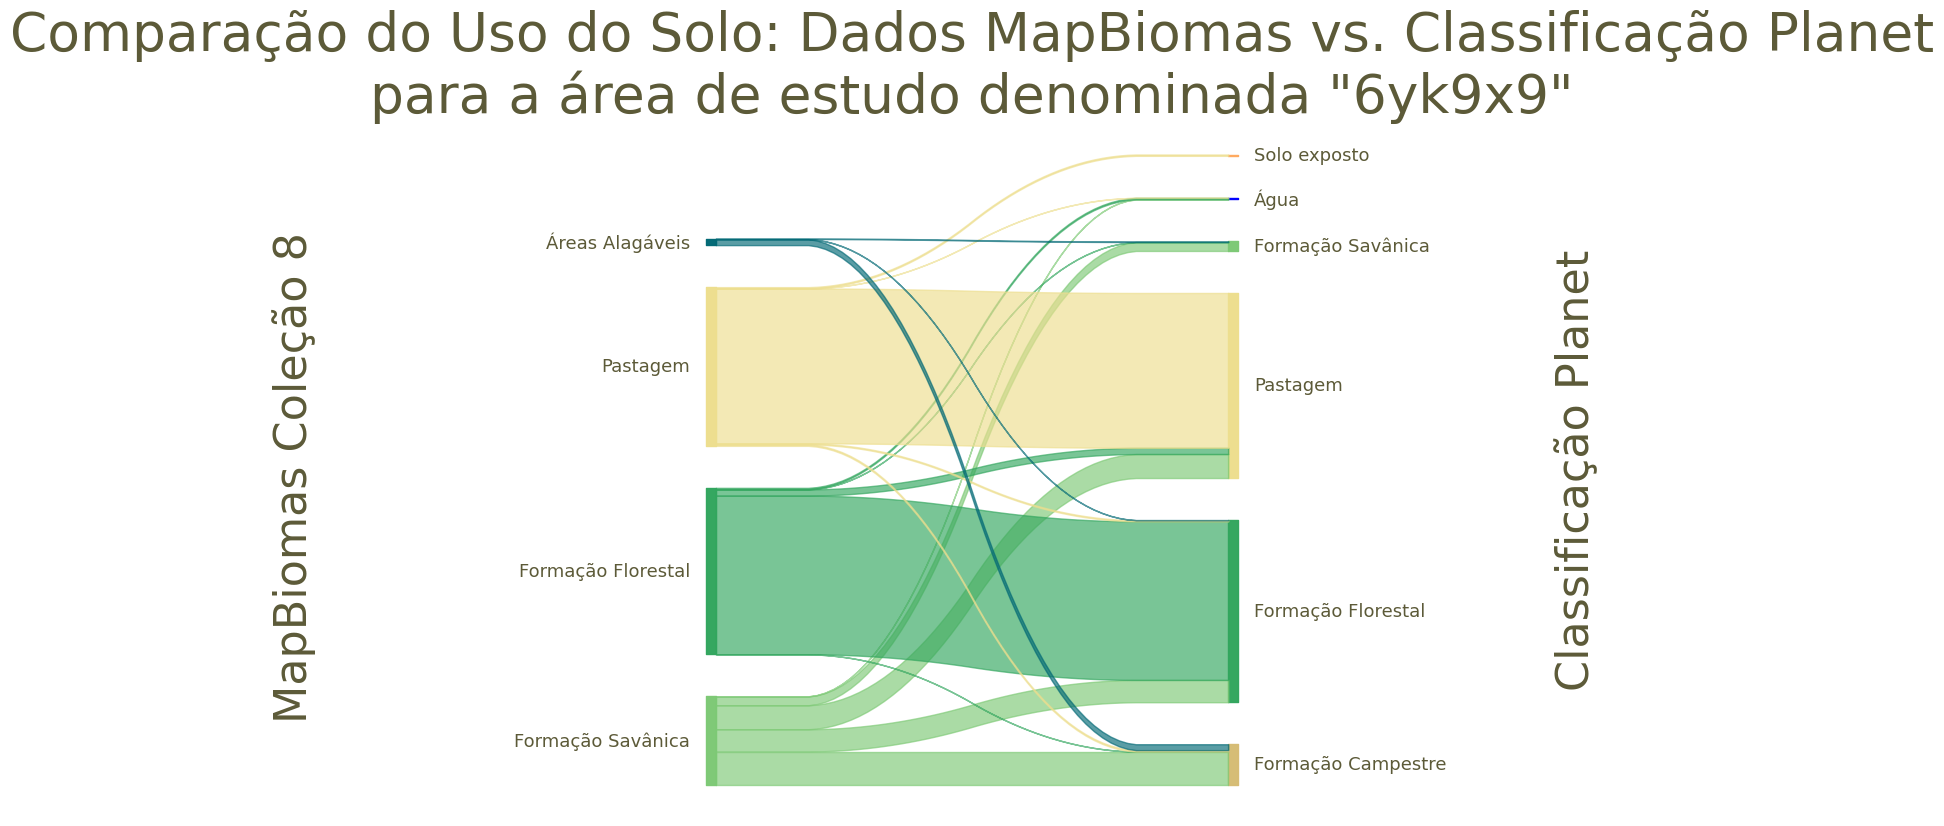 Comparação do Uso do Solo: Dados MapBiomas vs. Classificação Planet
para a área de estudo denominada "6yk9x9"
MapBiomas Coleção 8
Áreas Alagáveis
Pastagem
Formação Florestal
Formação Savânica
Solo exposto
Água
Formação Savânica
Pastagem
Formação Florestal
Formação Campestre
Classificação Planet